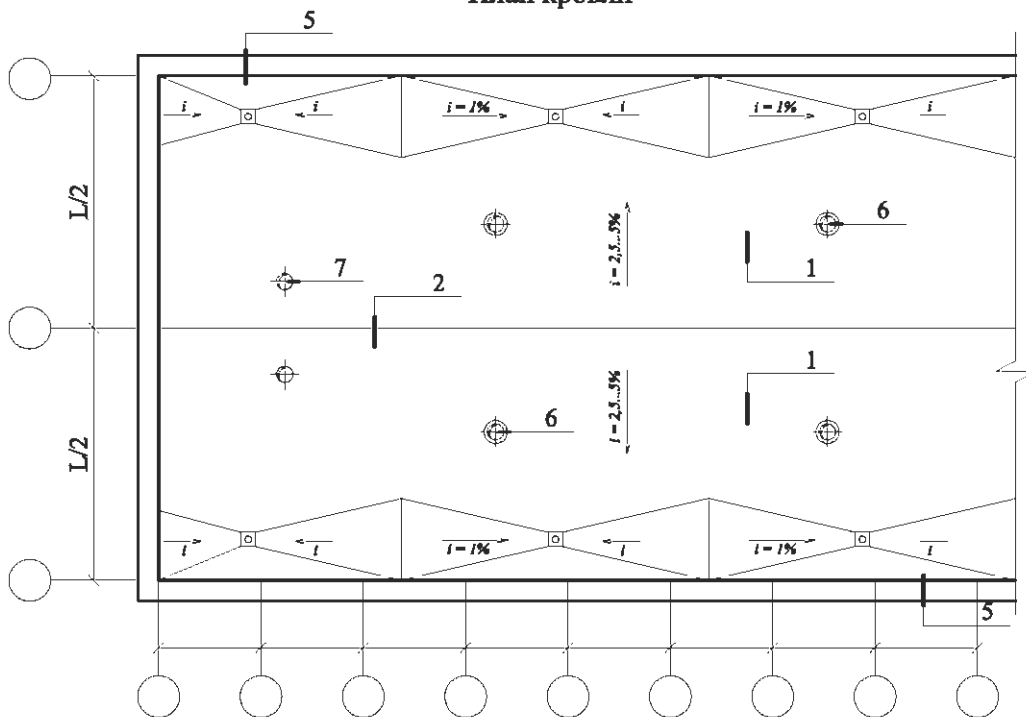 План кровли
5
i
i
i = 1%
i
i = 1%
i
L/2
6
i = 2,5...5%
7
1
2
1
i = 2,5...5%
6
L/2
i
i
i = 1%
i
i = 1%
i
5